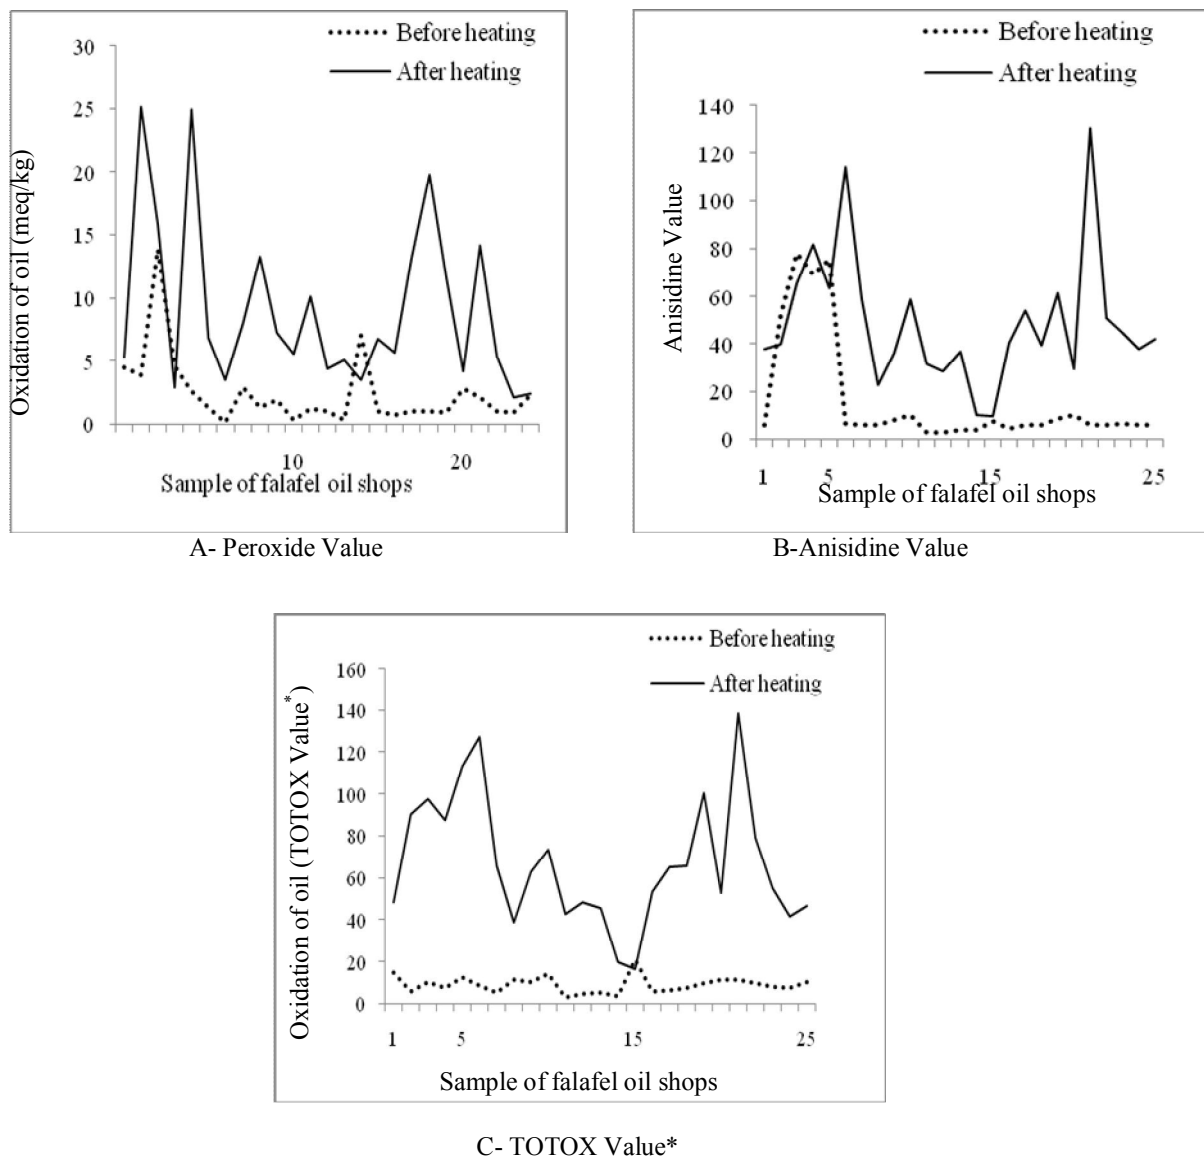 Before heating
After heating
30
25
20
15
10
5
0
Oxidation of oil (meq/kg)
10 20
Sample of falafel oil shops
A- Peroxide Value
Before heating
After heating
140
120
100
80
60
40
20
0
Anisidine Value
1 5 15 25
Sample of falafel oil shops
B-Anisidine Value
Before heating
After heating
160
140
120
100
80
60
40
20
0
Oxidation of oil (TOTOX Value*)
1 5 15 25
Sample of falafel oil shops
C- TOTOX Value*